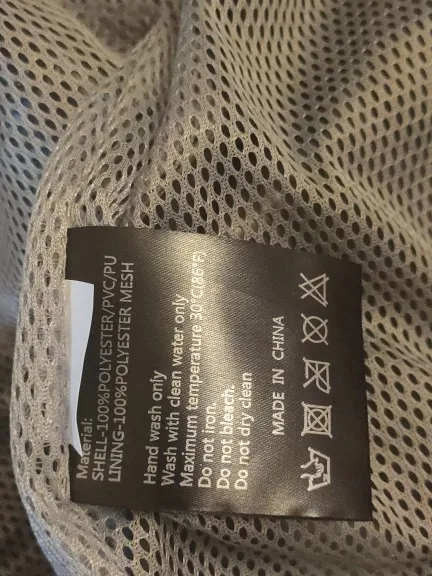 Material:
SHELL-100%POLYESTER/PVC/PU
LINING-100%POLYESTER MESH
Hand wash only
Wash with clean water only
Maximum temperature 30°C(86°F)
Do not iron.
Do not bleach.
Do not dry clean
MADE IN CHINA